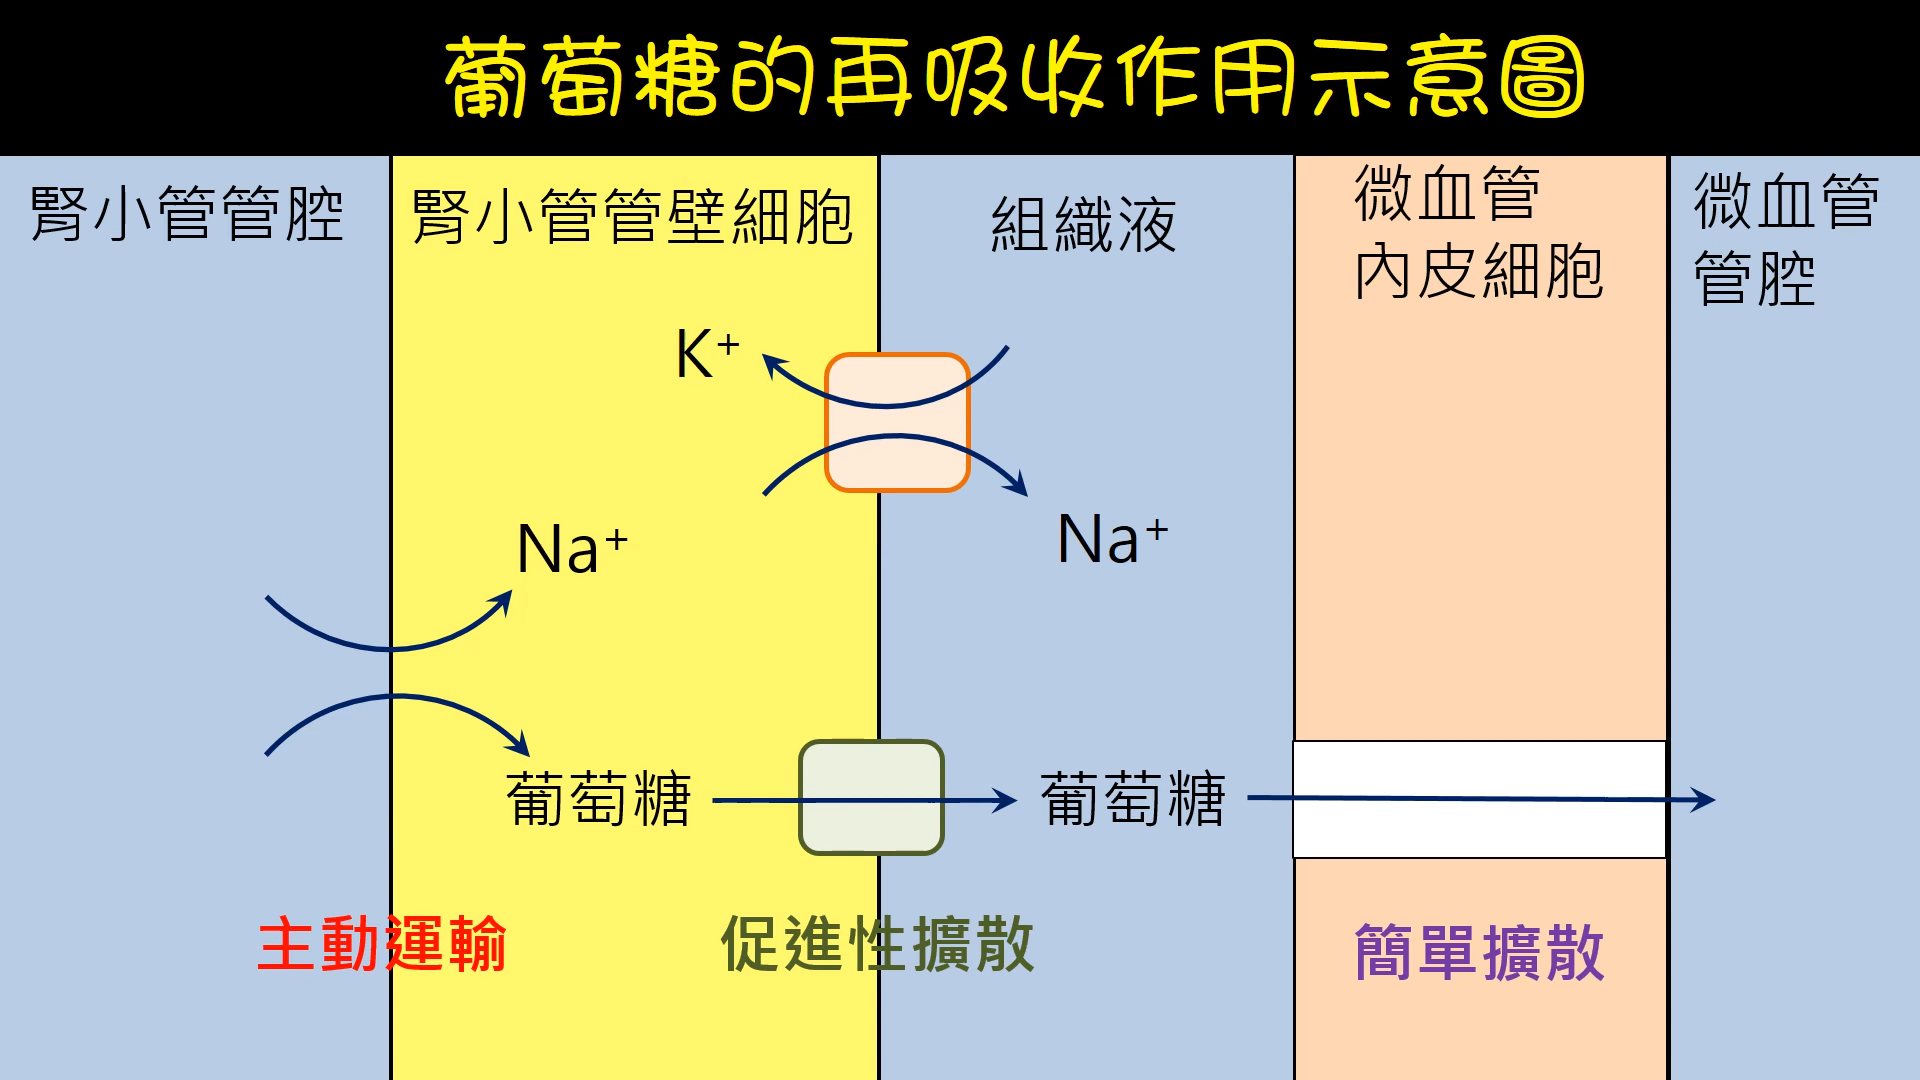 葡萄糖的再吸收作用示意圖
腎小管管腔
腎小管管壁細胞
組織液
微血管
內皮細胞
微血管
管腔
K⁺
Na⁺
Na⁺
葡萄糖
葡萄糖
主動運輸
促進性擴散
簡單擴散